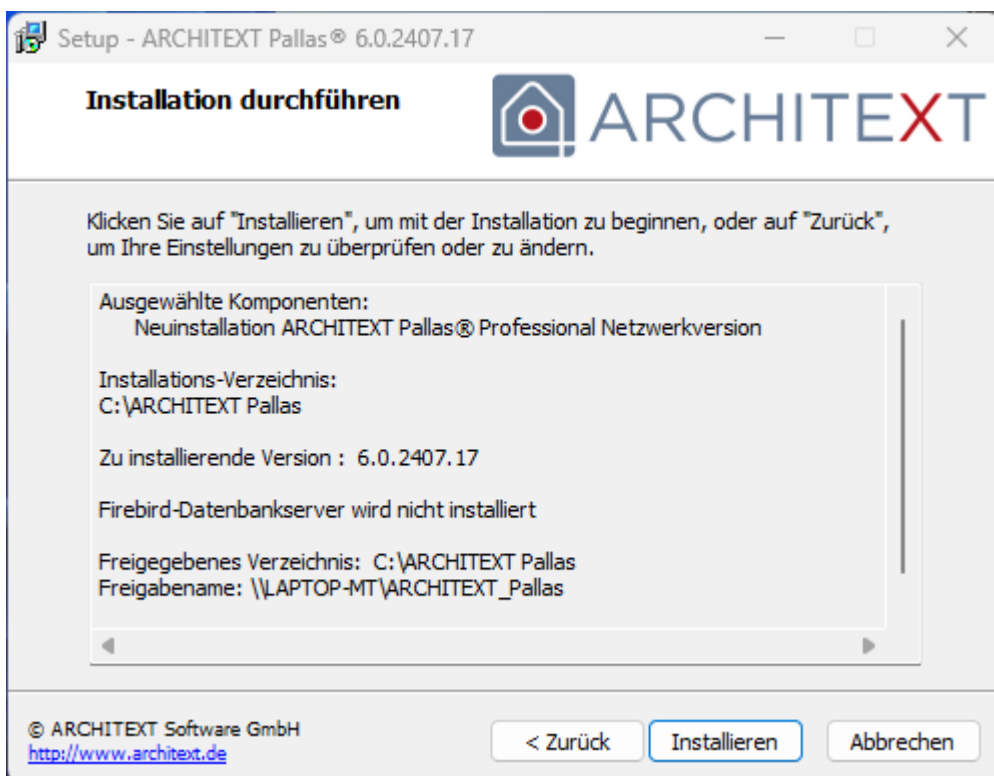 Setup - ARCHITEXT Pallas® 6.0.2407.17
Installation durchführen
ARCHITEXT
Klicken Sie auf "Installieren", um mit der Installation zu beginnen, oder auf "Zurück",
um Ihre Einstellungen zu überprüfen oder zu ändern.
Ausgewählte Komponenten:
Neuinstallation ARCHITEXT Pallas® Professional Netzwerkversion
Installations-Verzeichnis:
C:\ARCHITEXT Pallas
Zu installierende Version : 6.0.2407.17
Firebird-Datenbankserver wird nicht installiert
Freigegebenes Verzeichnis: C:\ARCHITEXT Pallas
Freigabename: \\LAPTOP-MT\ARCHITEXT_Pallas
© ARCHITEXT Software GmbH
http://www.architext.de
< Zurück
Installieren
Abbrechen